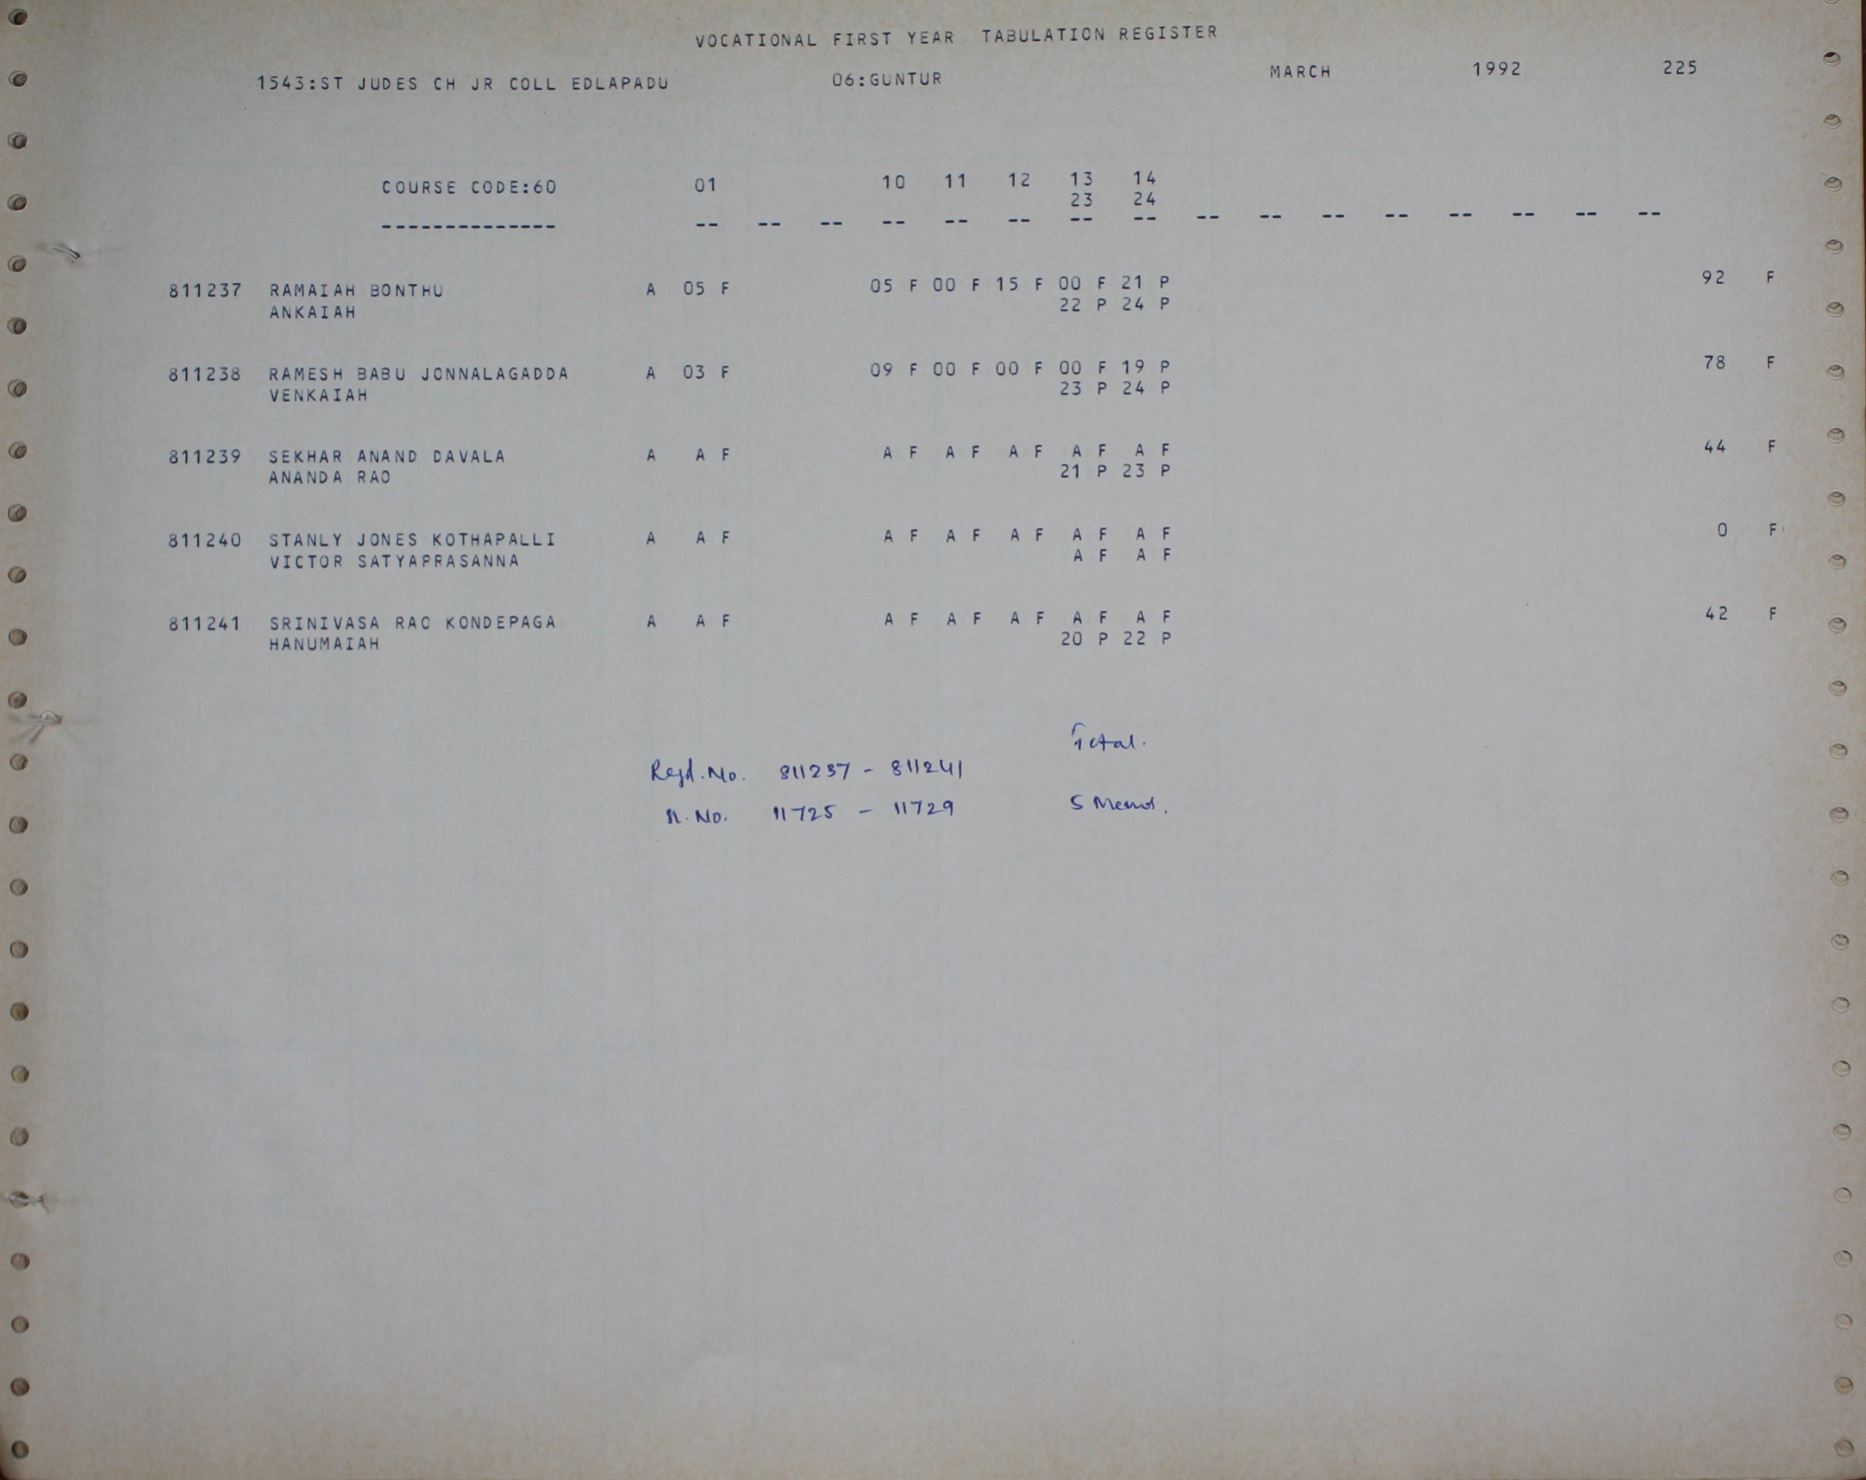 VOCATIONAL FIRST YEAR TABULATION REGISTER
1543:ST JUDES CH JR COLL EDLAPADU 06:GUNTUR MARCH 1992 225
COURSE CODE:60 01 10 11 12 13 14
23 24
-------------- -- -- -- -- -- -- -- -- -- -- -- -- -- -- -- --
811237 RAMAIAH BONTHU A 05 F 05 F 00 F 15 F 00 F 21 P 92 F
ANKAIAH 22 P 24 P
811238 RAMESH BABU JONNALAGADDA A 03 F 09 F 00 F 00 F 00 F 19 P 78 F
VENKAIAH 23 P 24 P
811239 SEKHAR ANAND DAVALA A A F A F A F A F A F A F 44 F
ANANDA RAO 21 P 23 P
811240 STANLY JONES KOTHAPALLI A A F A F A F A F A F A F 0 F
VICTOR SATYAPRASANNA A F A F
811241 SRINIVASA RAO KONDEPAGA A A F A F A F A F A F A F 42 F
HANUMAIAH 20 P 22 P
Total.
Regd. No. 811237 - 811241
No. 11725 - 11729 5 Memos.